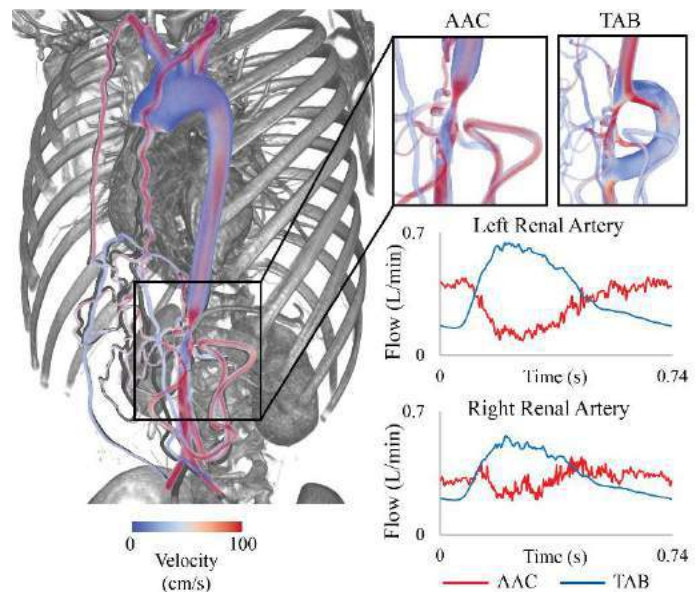 AAC
TAB
Left Renal Artery
0.7
Flow (L/min)
0
0
Time (s)
0.74
Right Renal Artery
0.7
Flow (L/min)
0
0
Time (s)
0.74
AAC
TAB
0
100
Velocity
(cm/s)